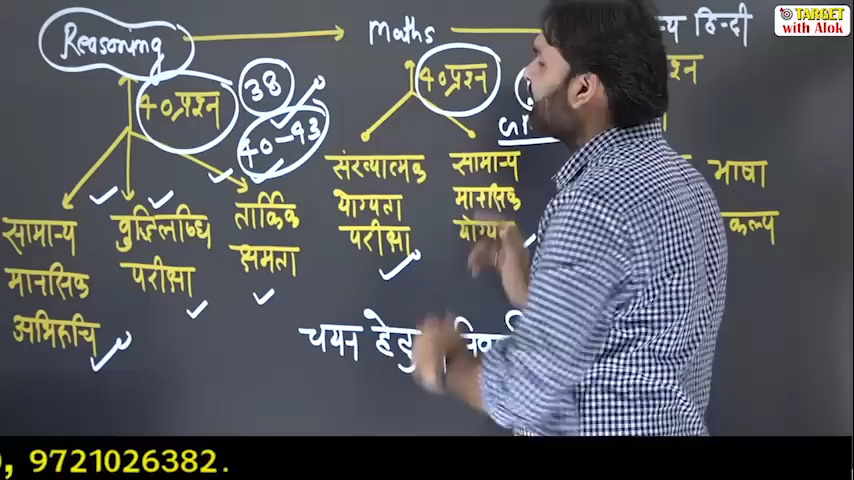 Reasoning
Maths
हिन्दी
TARGET
with Alok
40 प्रश्न
38
40-43
40 प्रश्न
सामान्य
मानसिक
अभिरुचि
बुद्धिलब्धि
परीक्षा
तार्किक
क्षमता
संख्यात्मक
योग्यता
परीक्षा
सामान्य
मानसिक
भाषा
चयन हेतु
, 9721026382.